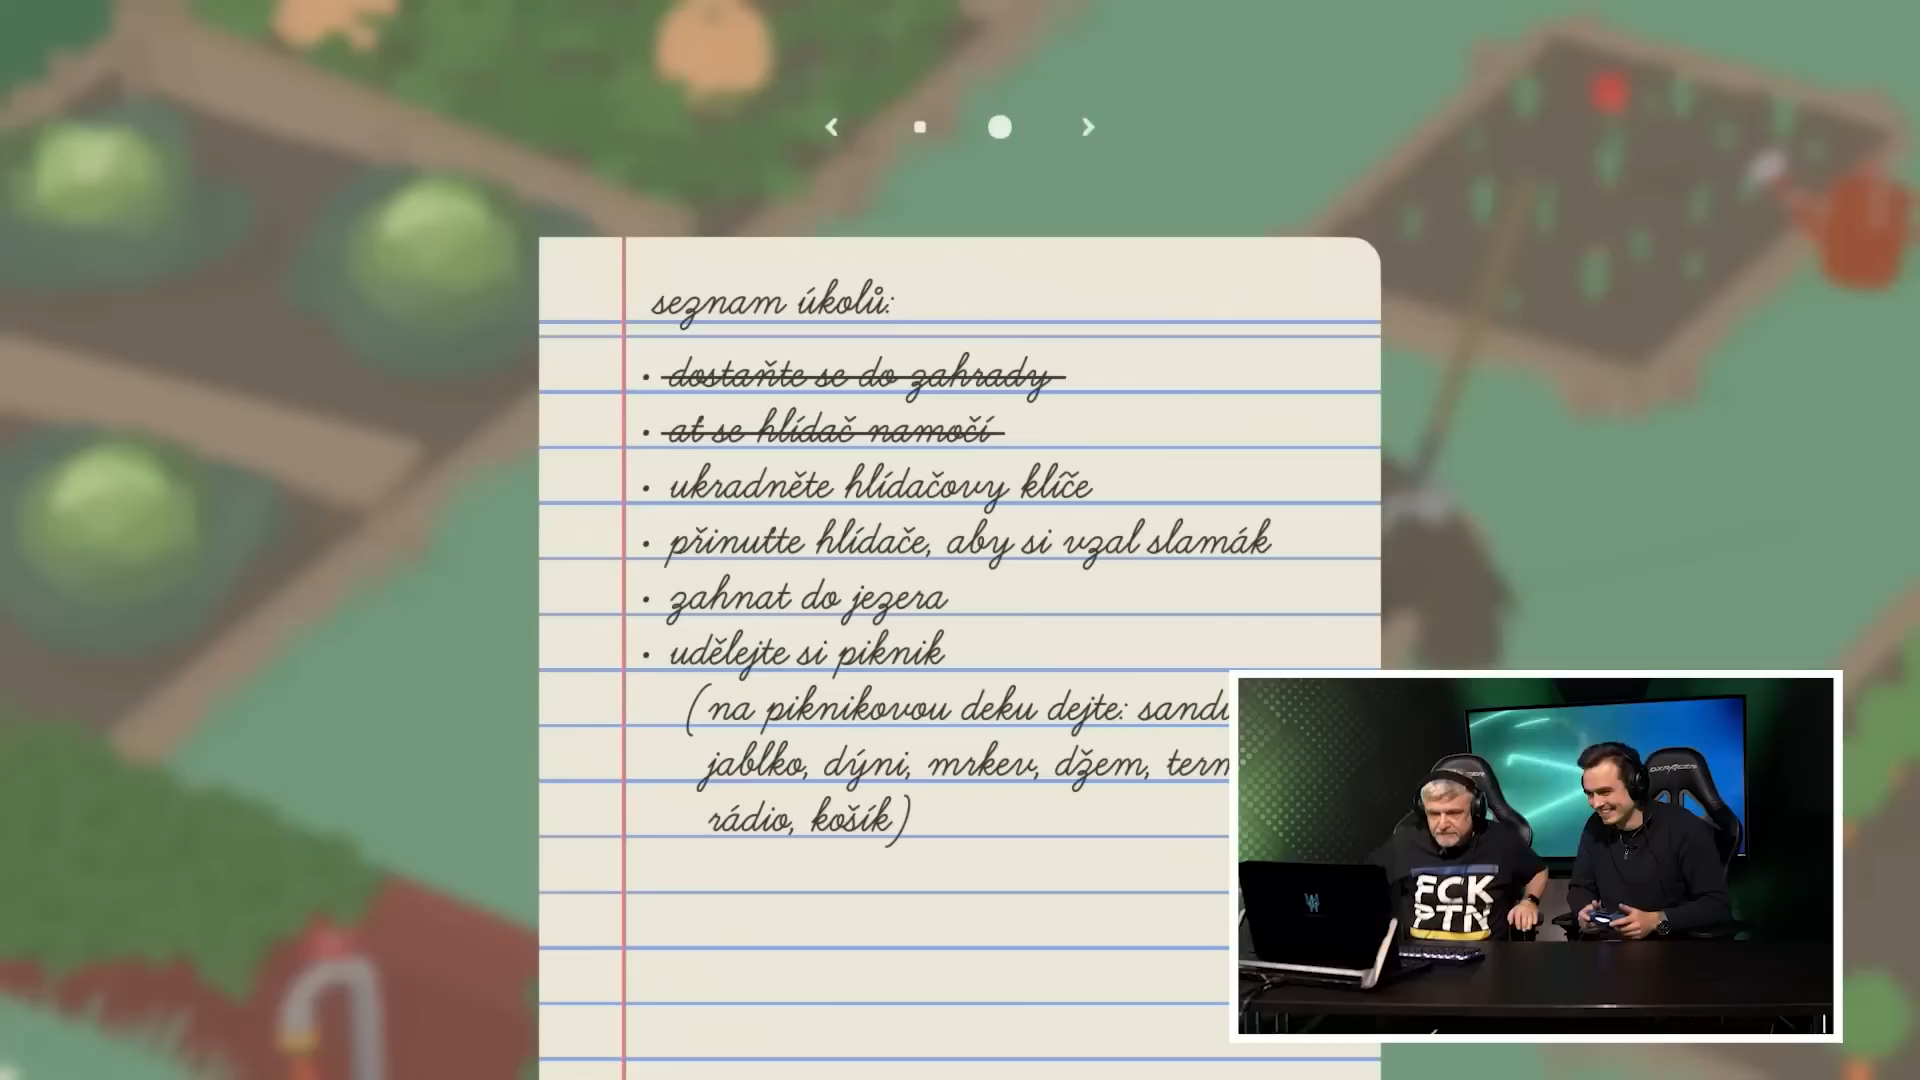 seznam úkolů:
• dostaňte se do zahrady
• ať se hlídač namočí
• ukradněte hlídačovy klíče
• přinuťte hlídače, aby si vzal slamák
• zahnat do jezera
• udělejte si piknik
(na piknikovou deku dejte:
jablko, dýni, mrkev, džem,
rádio, košík)
DXRACER
FCK
PTN